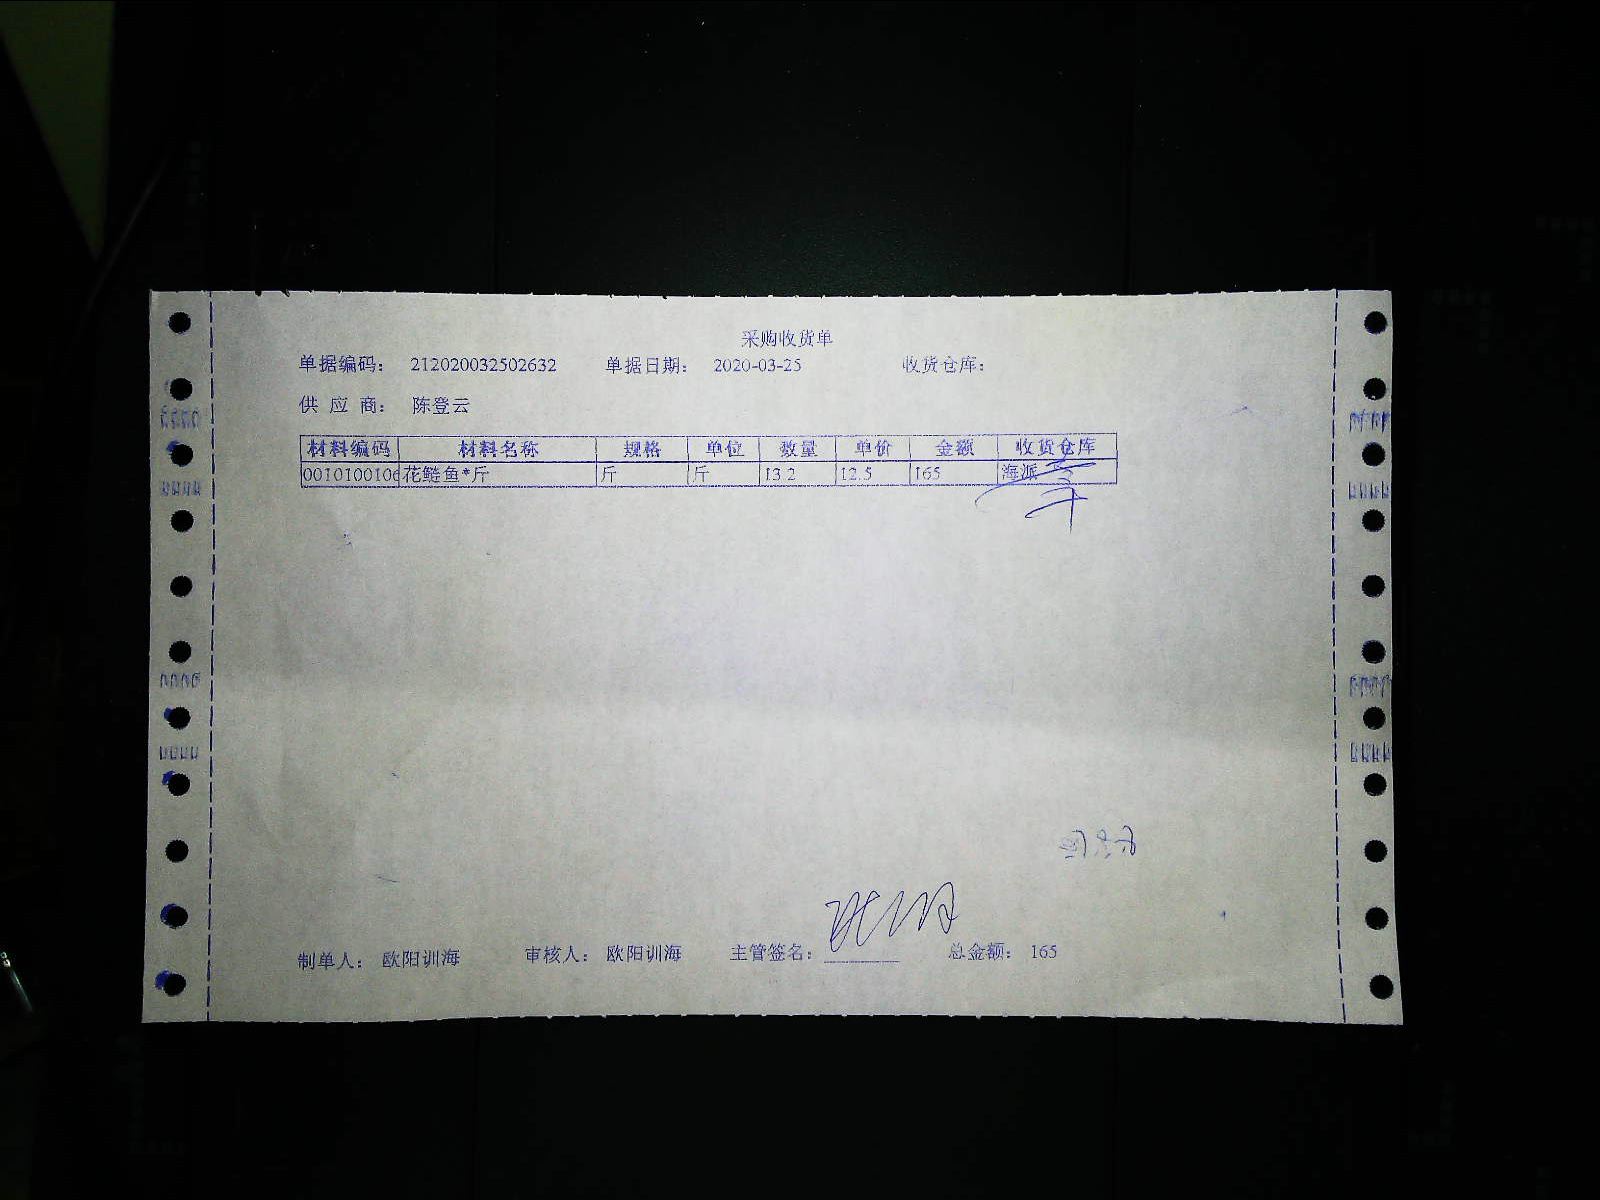 采购收货单
单据编码： 212020032502632 单据日期： 2020-03-25 收货仓库：
供 应 商： 陈登云
材料编码 材料名称 规格 单位 数量 单价 金额 收货仓库
0010100106 花鲢鱼*斤 斤 斤 13.2 12.5 165 海派
制单人： 欧阳训海 审核人： 欧阳训海 主管签名： 总金额： 165